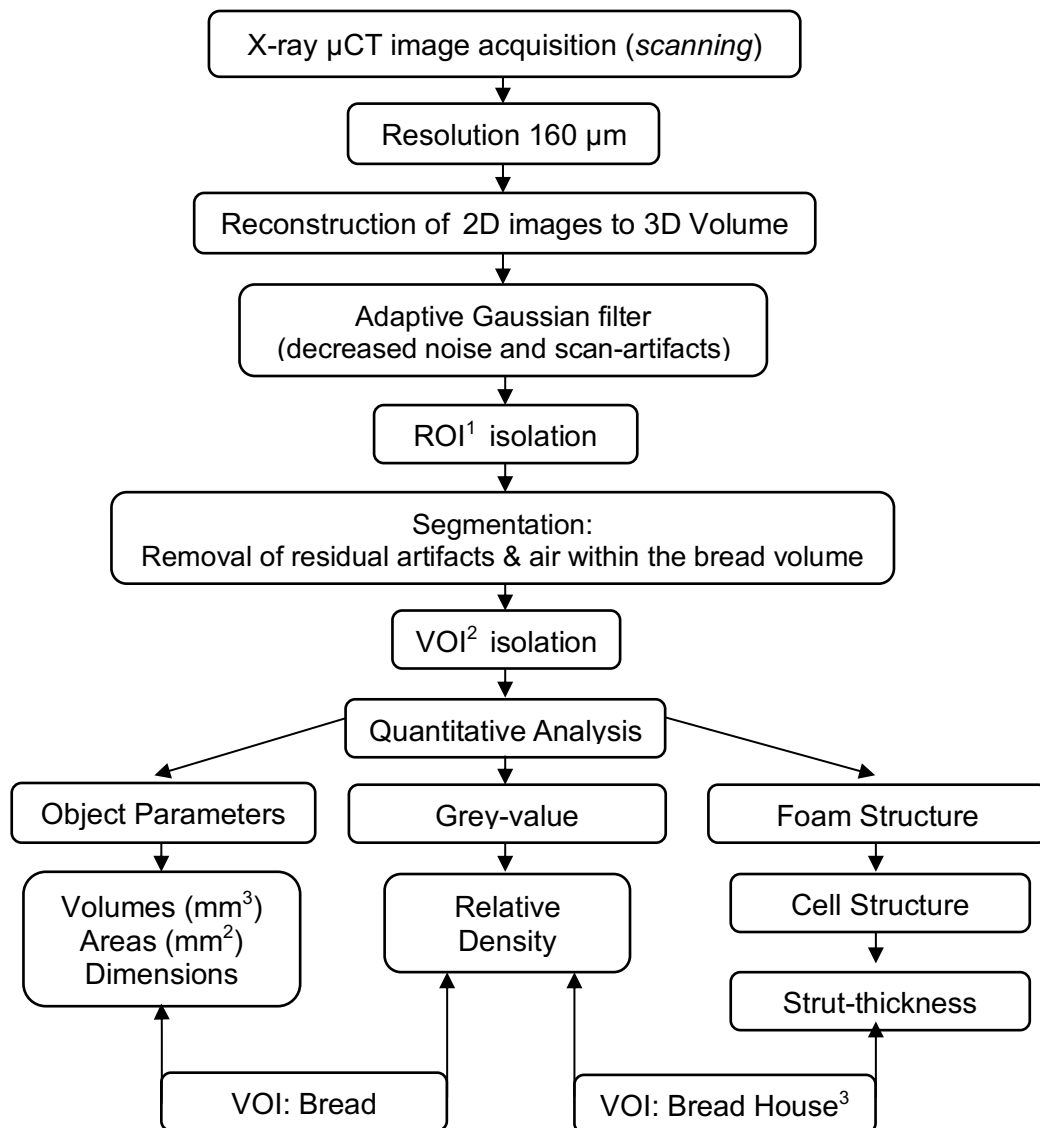 X-ray µCT image acquisition (scanning)
Resolution 160 µm
Reconstruction of 2D images to 3D Volume
Adaptive Gaussian filter
(decreased noise and scan-artifacts)
ROI¹ isolation
Segmentation:
Removal of residual artifacts & air within the bread volume
VOI² isolation
Quantitative Analysis
Object Parameters
Grey-value
Foam Structure
Volumes (mm³)
Areas (mm²)
Dimensions
Relative
Density
Cell Structure
Strut-thickness
VOI: Bread
VOI: Bread House³